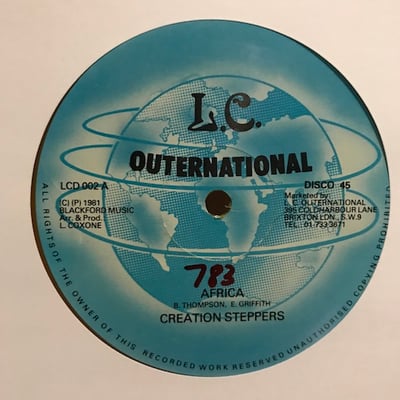 L.C.
OUTERNATIONAL
LCD 002 A
(C) (P) 1981
BLACKFORD MUSIC
Arr. & Prod.
L. COXONE
DISCO 45
Marketed by:
L. C. OUTERNATIONAL
395 COLDHARBOUR LANE
BRIXTON LDN., S.W.9
TEL.: 01-733 3671
783
AFRICA
B. THOMPSON, E. GRIFFITH
CREATION STEPPERS
ALL RIGHTS OF THE OWNER OF THIS RECORDED WORK RESERVED UNAUTHORISED COPYING PROHIBITED